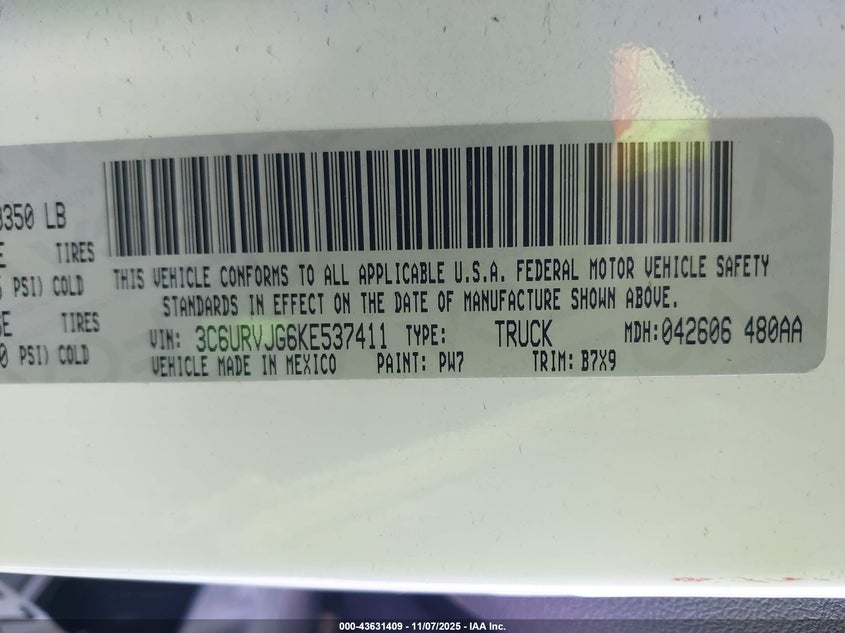 350 LB
TIRES
PSI) COLD
THIS VEHICLE CONFORMS TO ALL APPLICABLE U.S.A. FEDERAL MOTOR VEHICLE SAFETY
STANDARDS IN EFFECT ON THE DATE OF MANUFACTURE SHOWN ABOVE.
TIRES
PSI) COLD
VIN: 3C6URVJG6KE537411 TYPE: TRUCK MDH:042606 480AA
VEHICLE MADE IN MEXICO PAINT: PW7 TRIM: B7X9
000-43631409 - 11/07/2025 - IAA Inc.